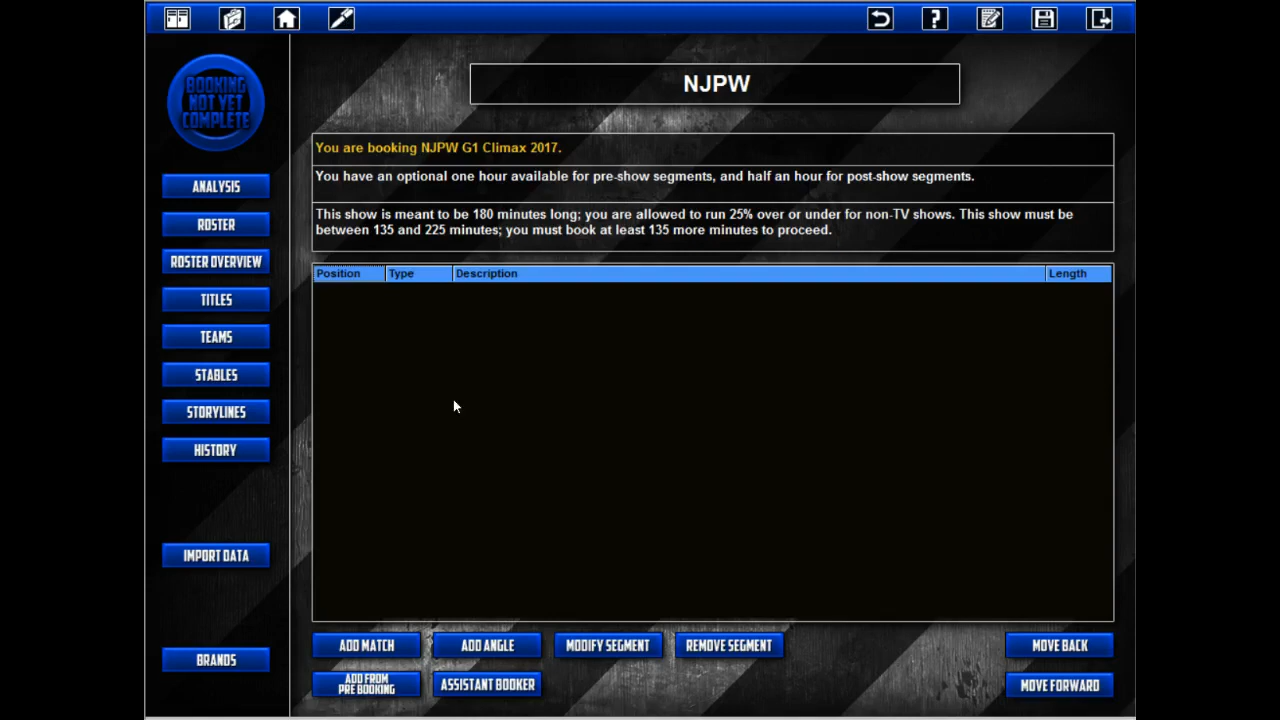 NJPW
BOOKING
NOT YET
COMPLETE
You are booking NJPW G1 Climax 2017.
You have an optional one hour available for pre-show segments, and half an hour for post-show segments.
This show is meant to be 180 minutes long; you are allowed to run 25% over or under for non-TV shows. This show must be
between 135 and 225 minutes; you must book at least 135 more minutes to proceed.
ANALYSIS
ROSTER
ROSTER OVERVIEW
TITLES
TEAMS
STABLES
STORYLINES
HISTORY
IMPORT DATA
BRANDS
Position Type Description Length
ADD MATCH ADD ANGLE MODIFY SEGMENT REMOVE SEGMENT MOVE BACK
ADD FROM
PRE BOOKING
ASSISTANT BOOKER MOVE FORWARD